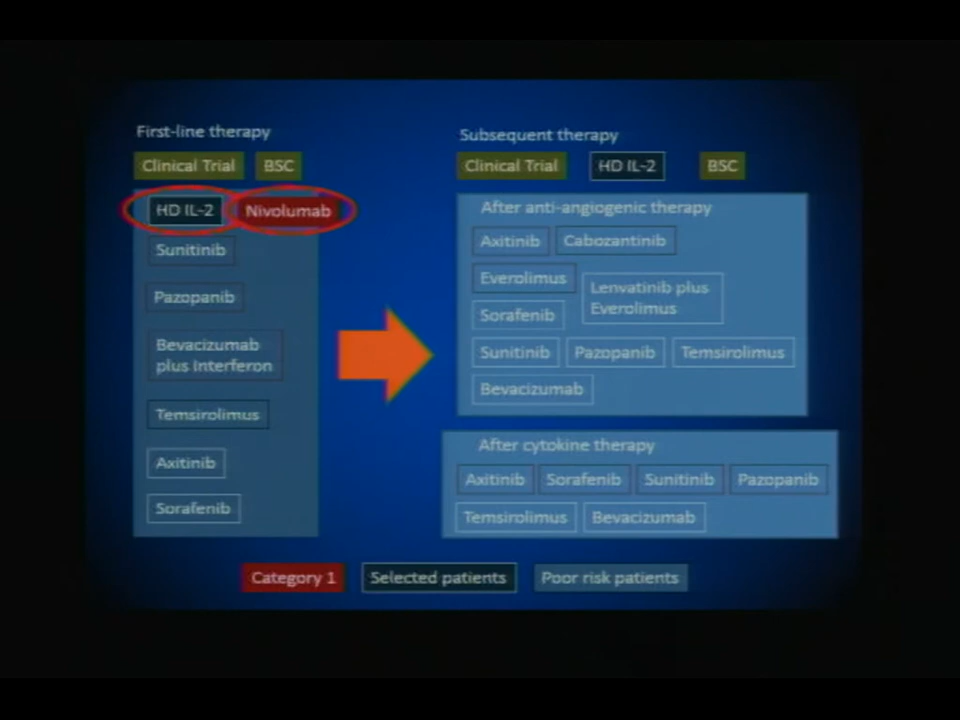 First-line therapy
Clinical Trial
BSC
HD IL-2
Nivolumab
Sunitinib
Pazopanib
Bevacizumab
plus Interferon
Temsirolimus
Axitinib
Sorafenib
Subsequent therapy
Clinical Trial
HD IL-2
BSC
After anti-angiogenic therapy
Axitinib
Cabozantinib
Everolimus
Lenvatinib plus
Everolimus
Sorafenib
Sunitinib
Pazopanib
Temsirolimus
Bevacizumab
After cytokine therapy
Axitinib
Sorafenib
Sunitinib
Pazopanib
Temsirolimus
Bevacizumab
Category 1
Selected patients
Poor risk patients